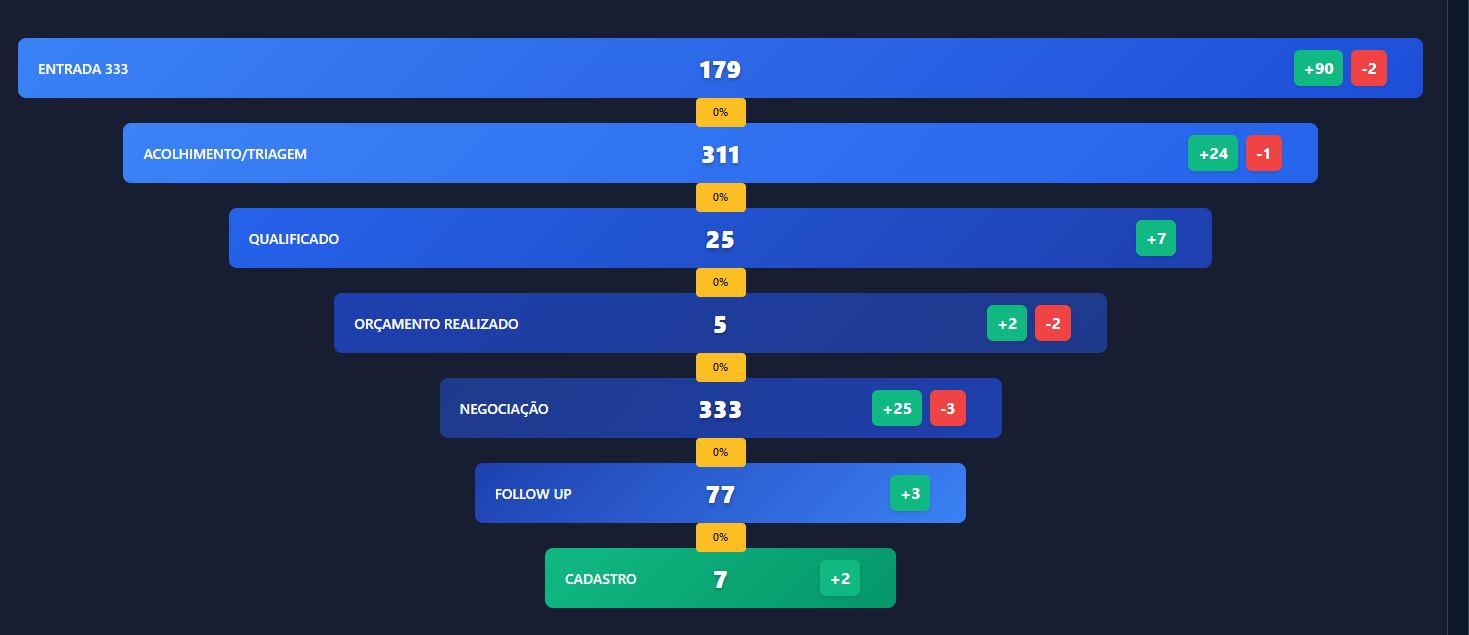 ENTRADA 333 179 +90 -2
0%
ACOLHIMENTO/TRIAGEM 311 +24 -1
0%
QUALIFICADO 25 +7
0%
ORÇAMENTO REALIZADO 5 +2 -2
0%
NEGOCIAÇÃO 333 +25 -3
0%
FOLLOW UP 77 +3
0%
CADASTRO 7 +2